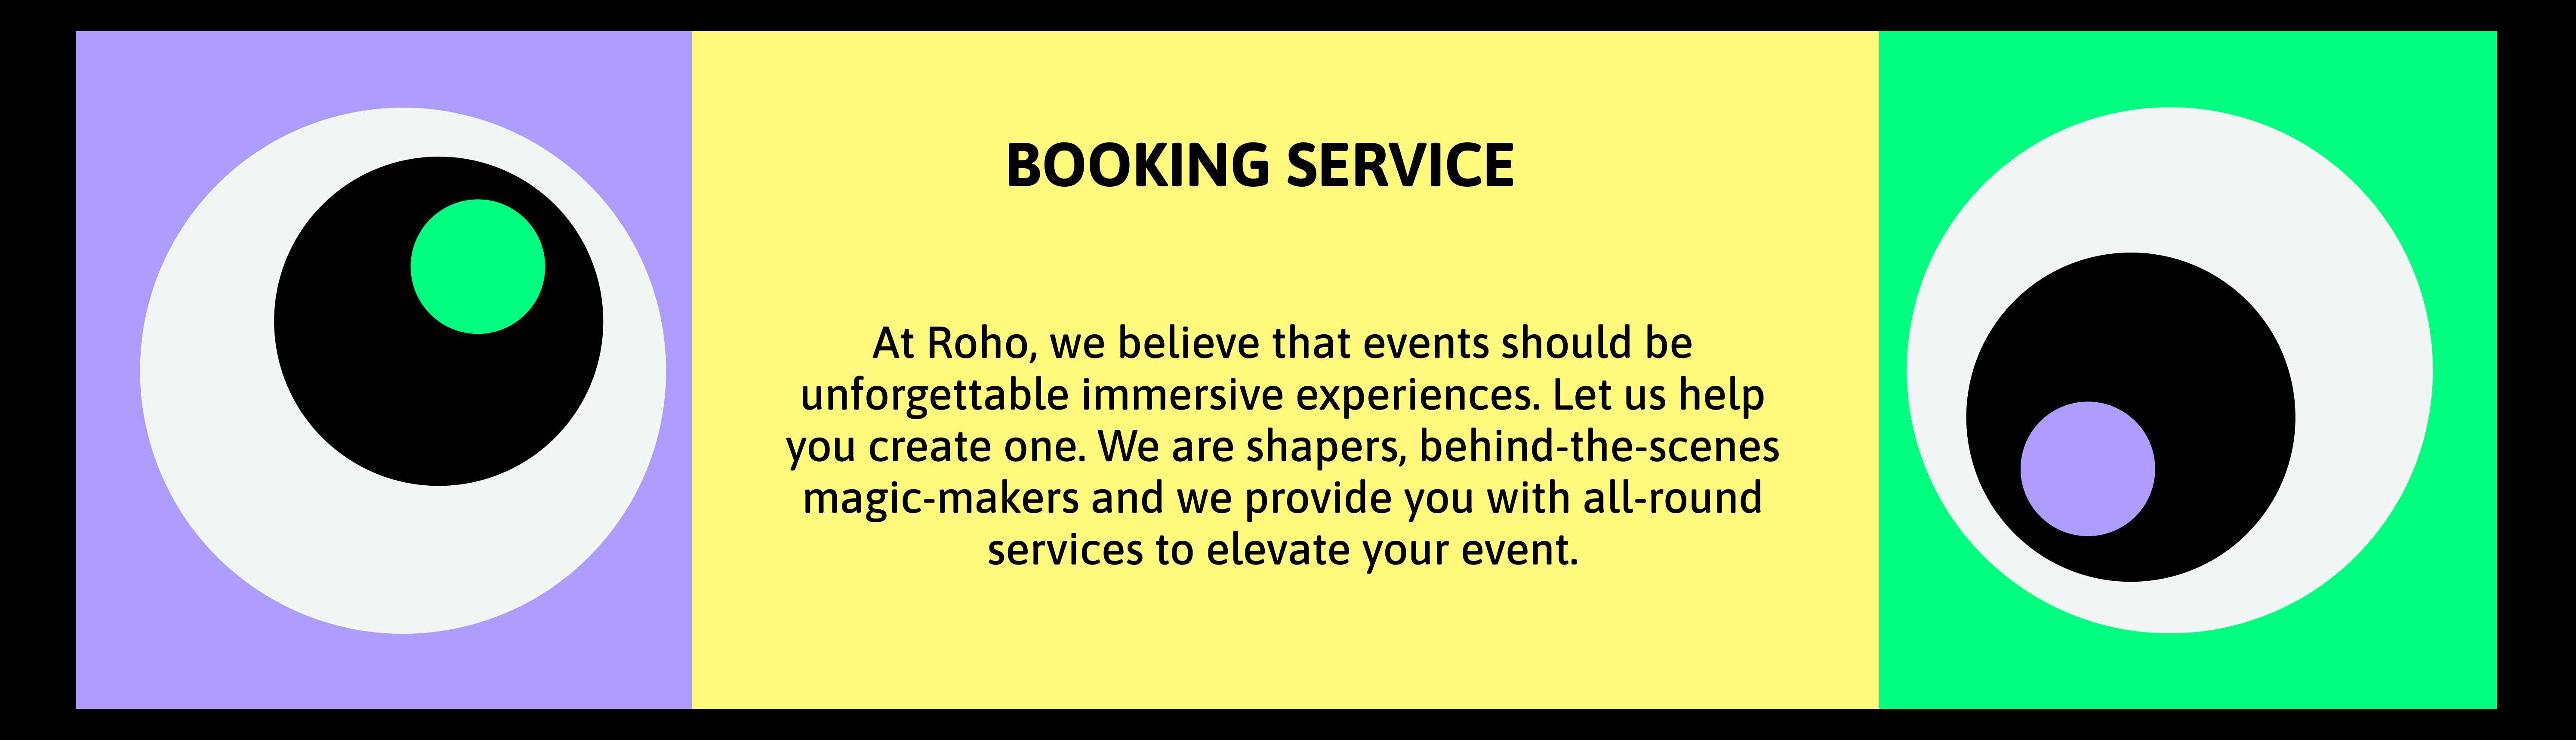 BOOKING SERVICE
At Roho, we believe that events should be
unforgettable immersive experiences. Let us help
you create one. We are shapers, behind-the-scenes
magic-makers and we provide you with all-round
services to elevate your event.